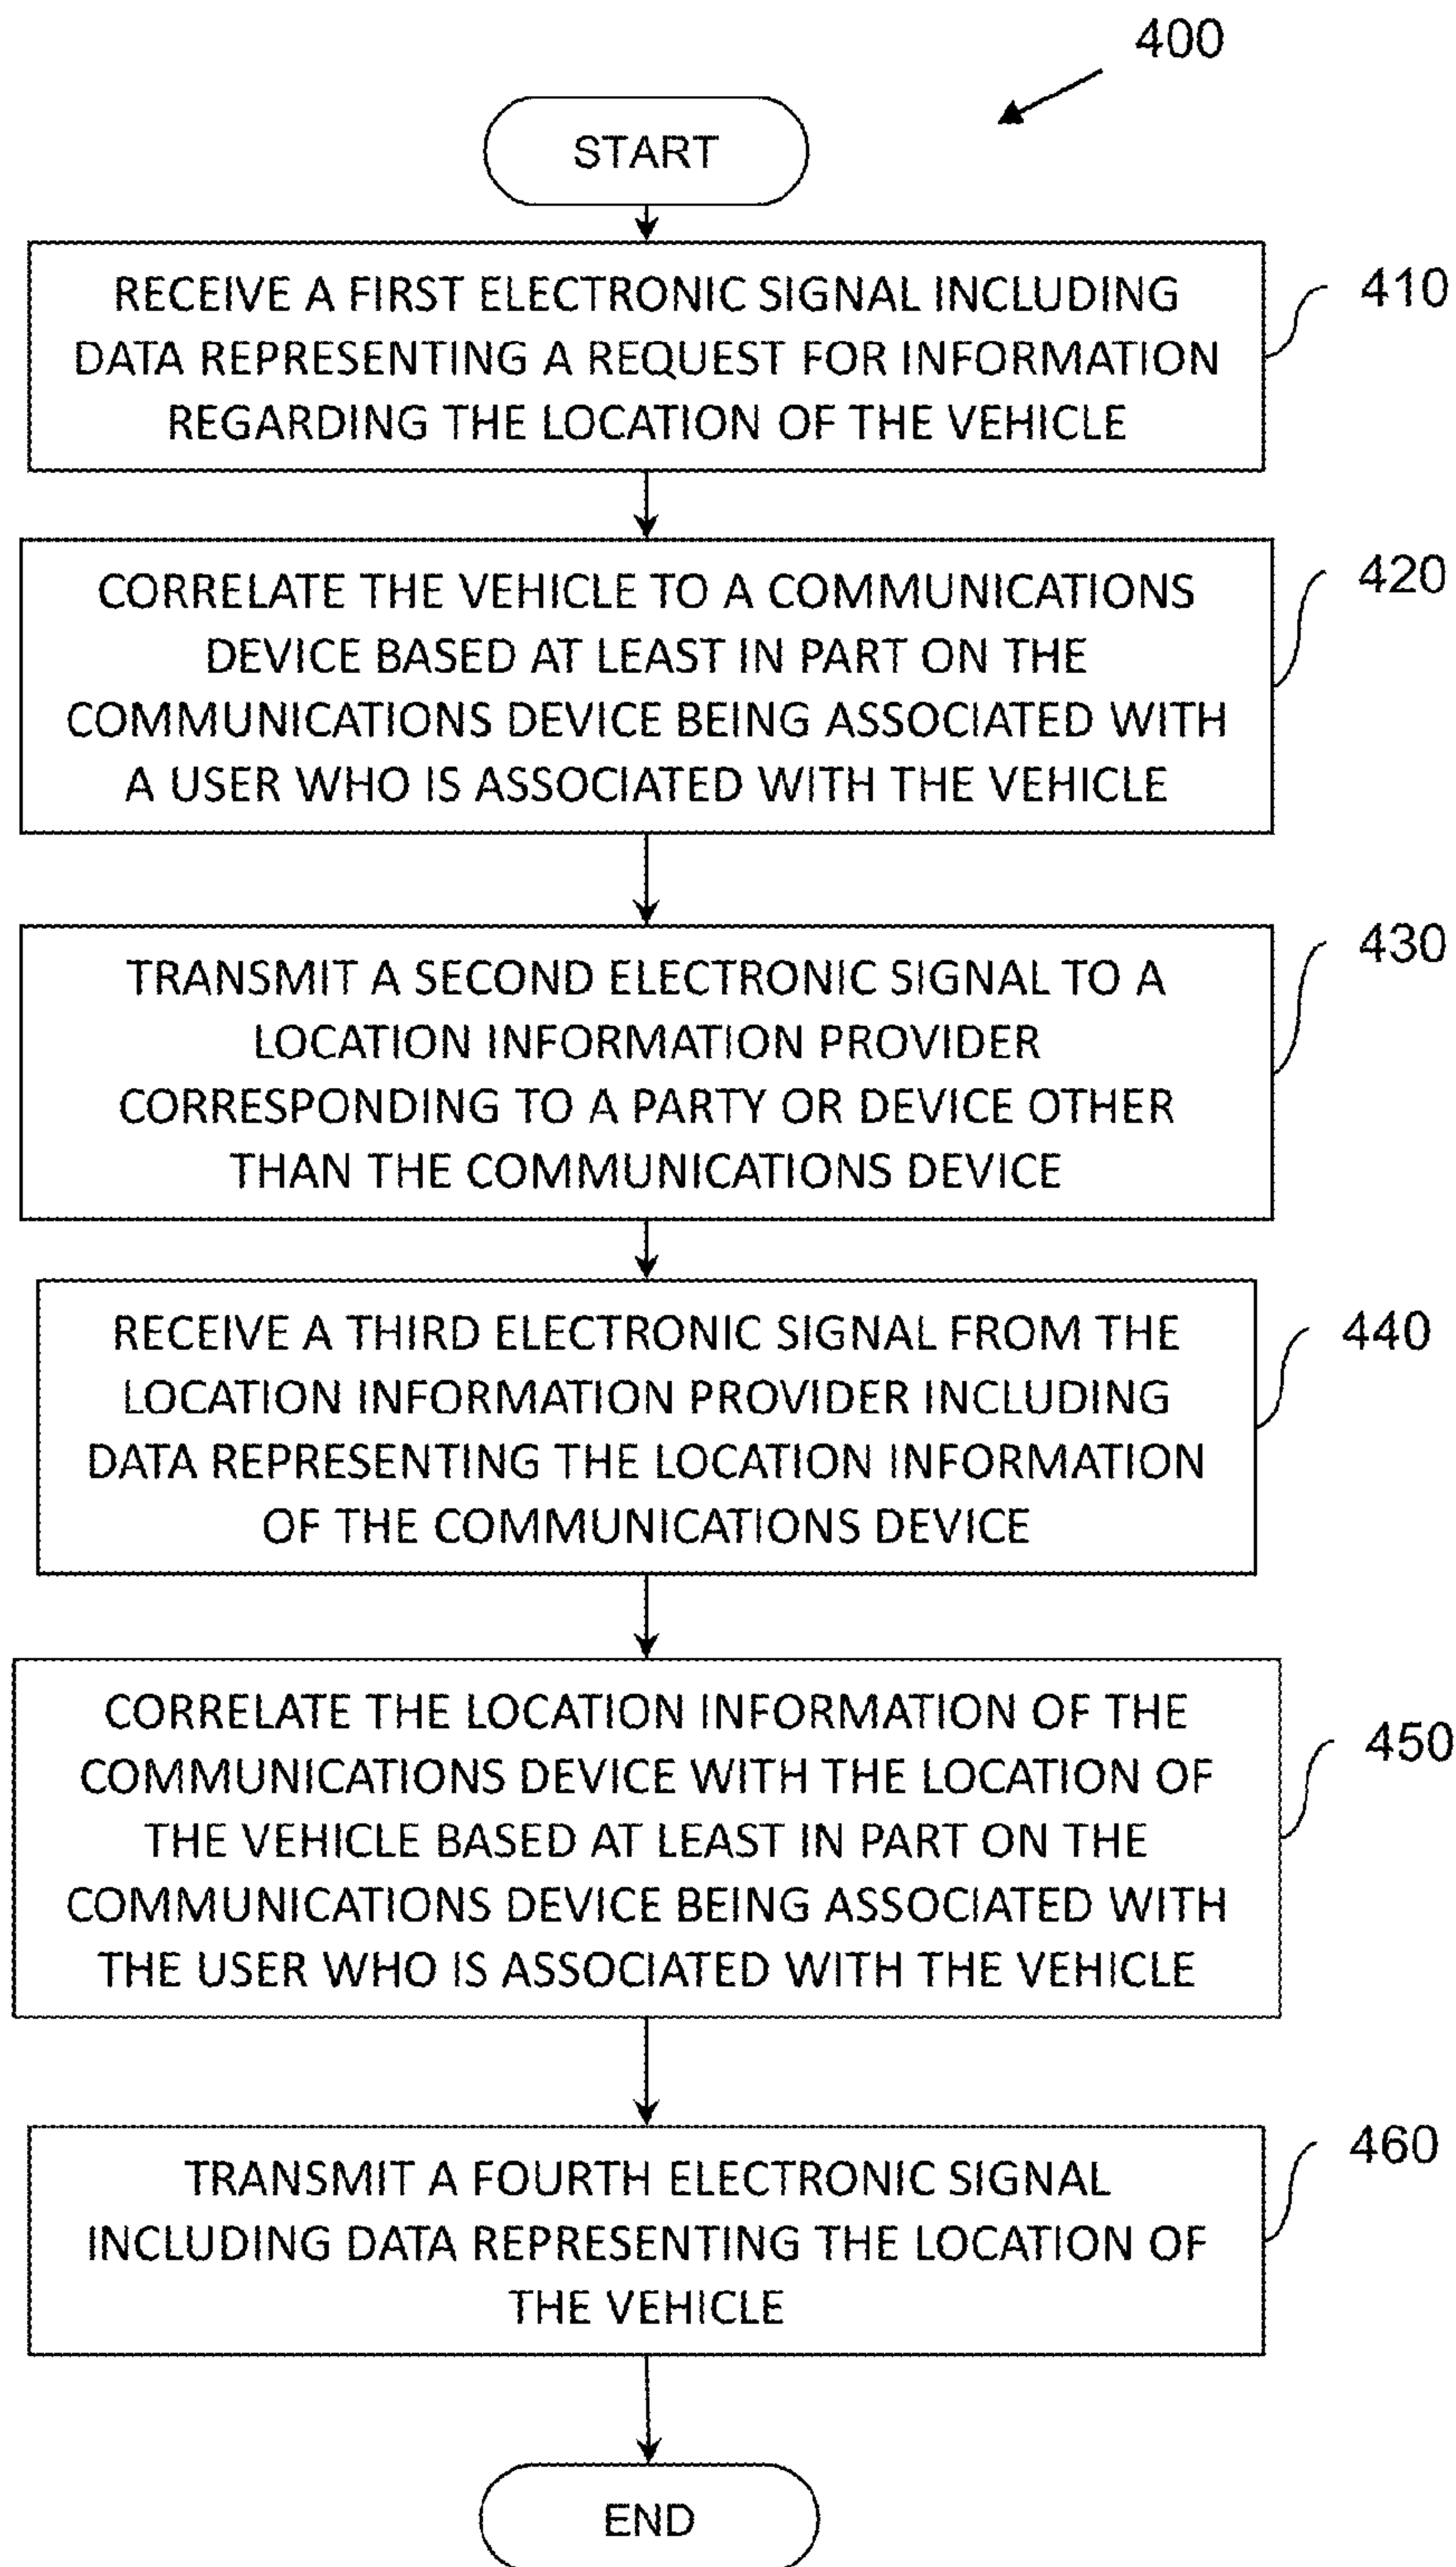 400
START
RECEIVE A FIRST ELECTRONIC SIGNAL INCLUDING
DATA REPRESENTING A REQUEST FOR INFORMATION
REGARDING THE LOCATION OF THE VEHICLE
410
CORRELATE THE VEHICLE TO A COMMUNICATIONS
DEVICE BASED AT LEAST IN PART ON THE
COMMUNICATIONS DEVICE BEING ASSOCIATED WITH
A USER WHO IS ASSOCIATED WITH THE VEHICLE
420
TRANSMIT A SECOND ELECTRONIC SIGNAL TO A
LOCATION INFORMATION PROVIDER
CORRESPONDING TO A PARTY OR DEVICE OTHER
THAN THE COMMUNICATIONS DEVICE
430
RECEIVE A THIRD ELECTRONIC SIGNAL FROM THE
LOCATION INFORMATION PROVIDER INCLUDING
DATA REPRESENTING THE LOCATION INFORMATION
OF THE COMMUNICATIONS DEVICE
440
CORRELATE THE LOCATION INFORMATION OF THE
COMMUNICATIONS DEVICE WITH THE LOCATION OF
THE VEHICLE BASED AT LEAST IN PART ON THE
COMMUNICATIONS DEVICE BEING ASSOCIATED WITH
THE USER WHO IS ASSOCIATED WITH THE VEHICLE
450
TRANSMIT A FOURTH ELECTRONIC SIGNAL
INCLUDING DATA REPRESENTING THE LOCATION OF
THE VEHICLE
460
END